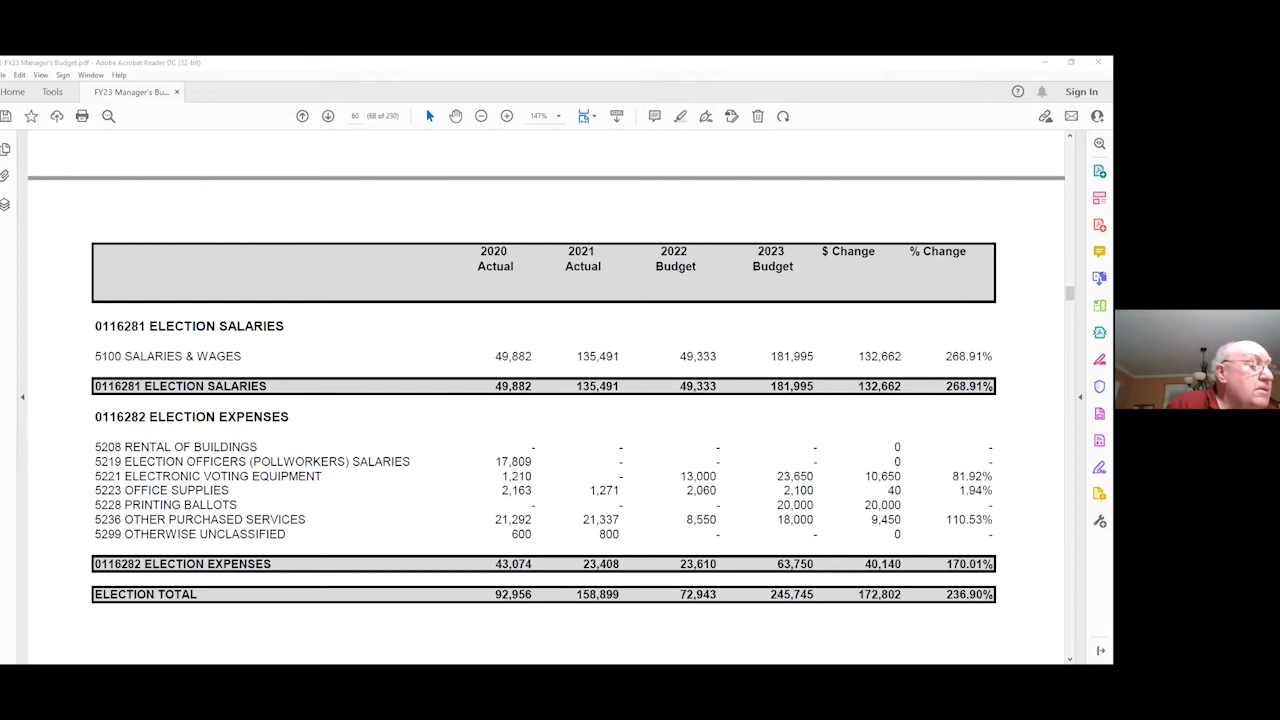 FY23 Manager's Budget.pdf - Adobe Acrobat Reader DC (32-bit)
le Edit View Sign Window Help
Home Tools FY23 Manager's Bu... × Sign In
60 (68 of 230) 147%
2020 2021 2022 2023 $ Change % Change
Actual Actual Budget Budget
0116281 ELECTION SALARIES
5100 SALARIES & WAGES 49,882 135,491 49,333 181,995 132,662 268.91%
0116281 ELECTION SALARIES 49,882 135,491 49,333 181,995 132,662 268.91%
0116282 ELECTION EXPENSES
5208 RENTAL OF BUILDINGS - - - - 0 -
5219 ELECTION OFFICERS (POLLWORKERS) SALARIES 17,809 - - - 0 -
5221 ELECTRONIC VOTING EQUIPMENT 1,210 - 13,000 23,650 10,650 81.92%
5223 OFFICE SUPPLIES 2,163 1,271 2,060 2,100 40 1.94%
5228 PRINTING BALLOTS - - - 20,000 20,000 -
5236 OTHER PURCHASED SERVICES 21,292 21,337 8,550 18,000 9,450 110.53%
5299 OTHERWISE UNCLASSIFIED 600 800 - - 0 -
0116282 ELECTION EXPENSES 43,074 23,408 23,610 63,750 40,140 170.01%
ELECTION TOTAL 92,956 158,899 72,943 245,745 172,802 236.90%